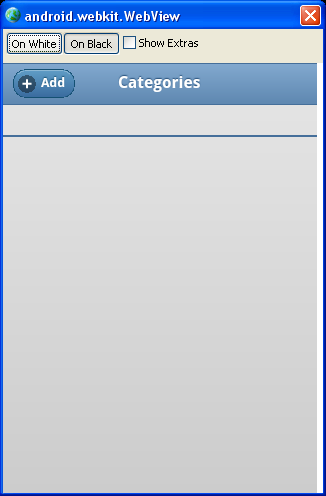 android.webkit.WebView
On White On Black Show Extras
Add Categories